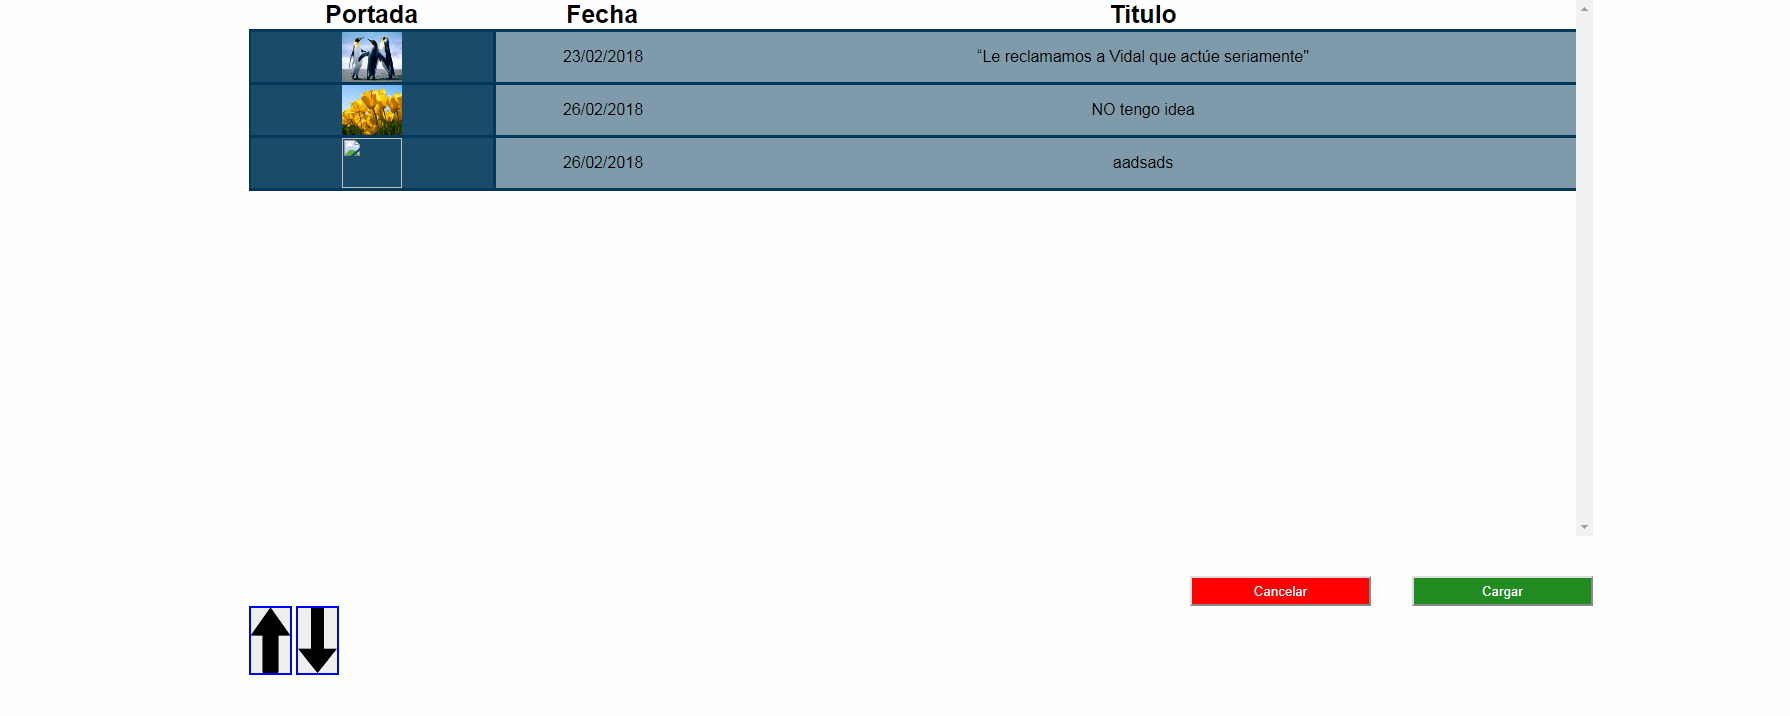 Portada Fecha Titulo
23/02/2018 “Le reclamamos a Vidal que actúe seriamente”
26/02/2018 NO tengo idea
26/02/2018 aadsads
Cancelar Cargar